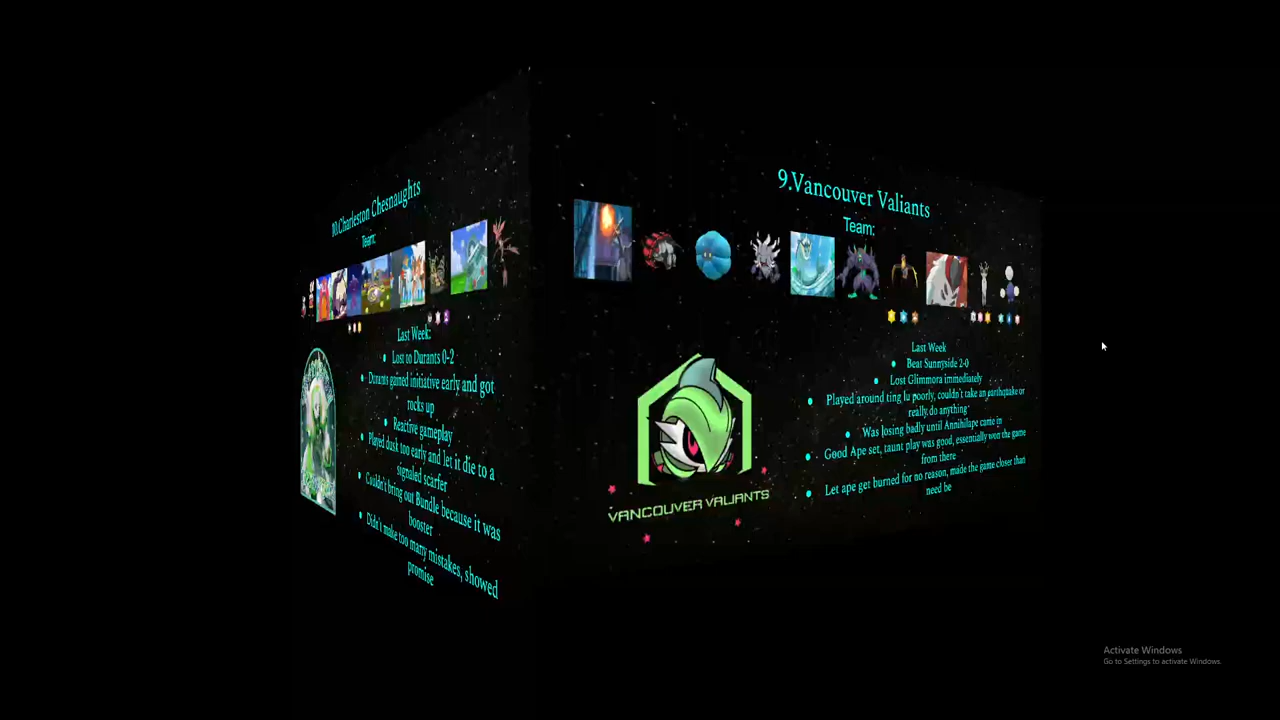 10.Charleston Chesnaughts
Team:
Last Week:
Lost to Durants 0-2
Durants gained initiative early and got
rocks up
Reactive gameplay
Played dusk too early and let it die to a
signaled scarfer
Couldn't bring out Bundle because it was
booster
Didn't make too many mistakes, showed
promise
9.Vancouver Valiants
Team:
Last Week
Beat Sunnyside 2-0
Lost Glimmora immediately
Played around ting lu poorly, couldn't take an earthquake or
really do anything
Was losing badly until Annihilape came in
Good Ape set, taunt play was good, essentially won the game
from there
Let ape get burned for no reason, made the game closer than
need be
VANCOUVER VALIANTS
Activate Windows
Go to Settings to activate Windows.